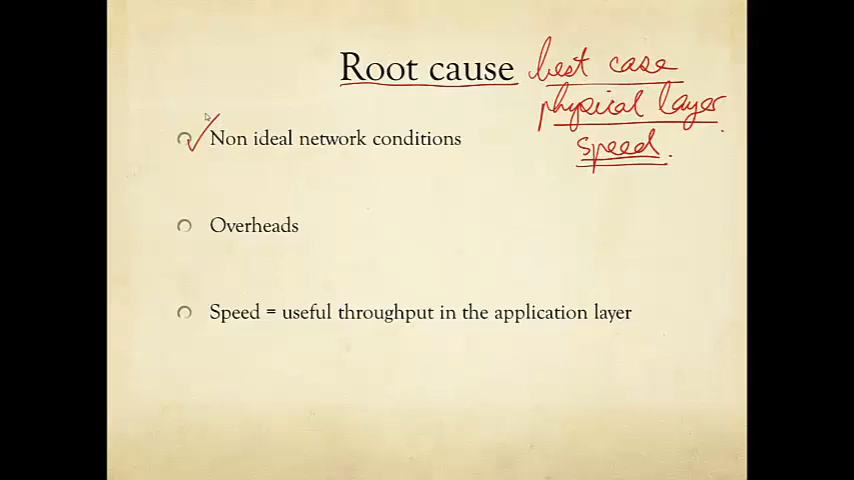 Root cause best case
physical layer
speed.
Non ideal network conditions
Overheads
Speed = useful throughput in the application layer